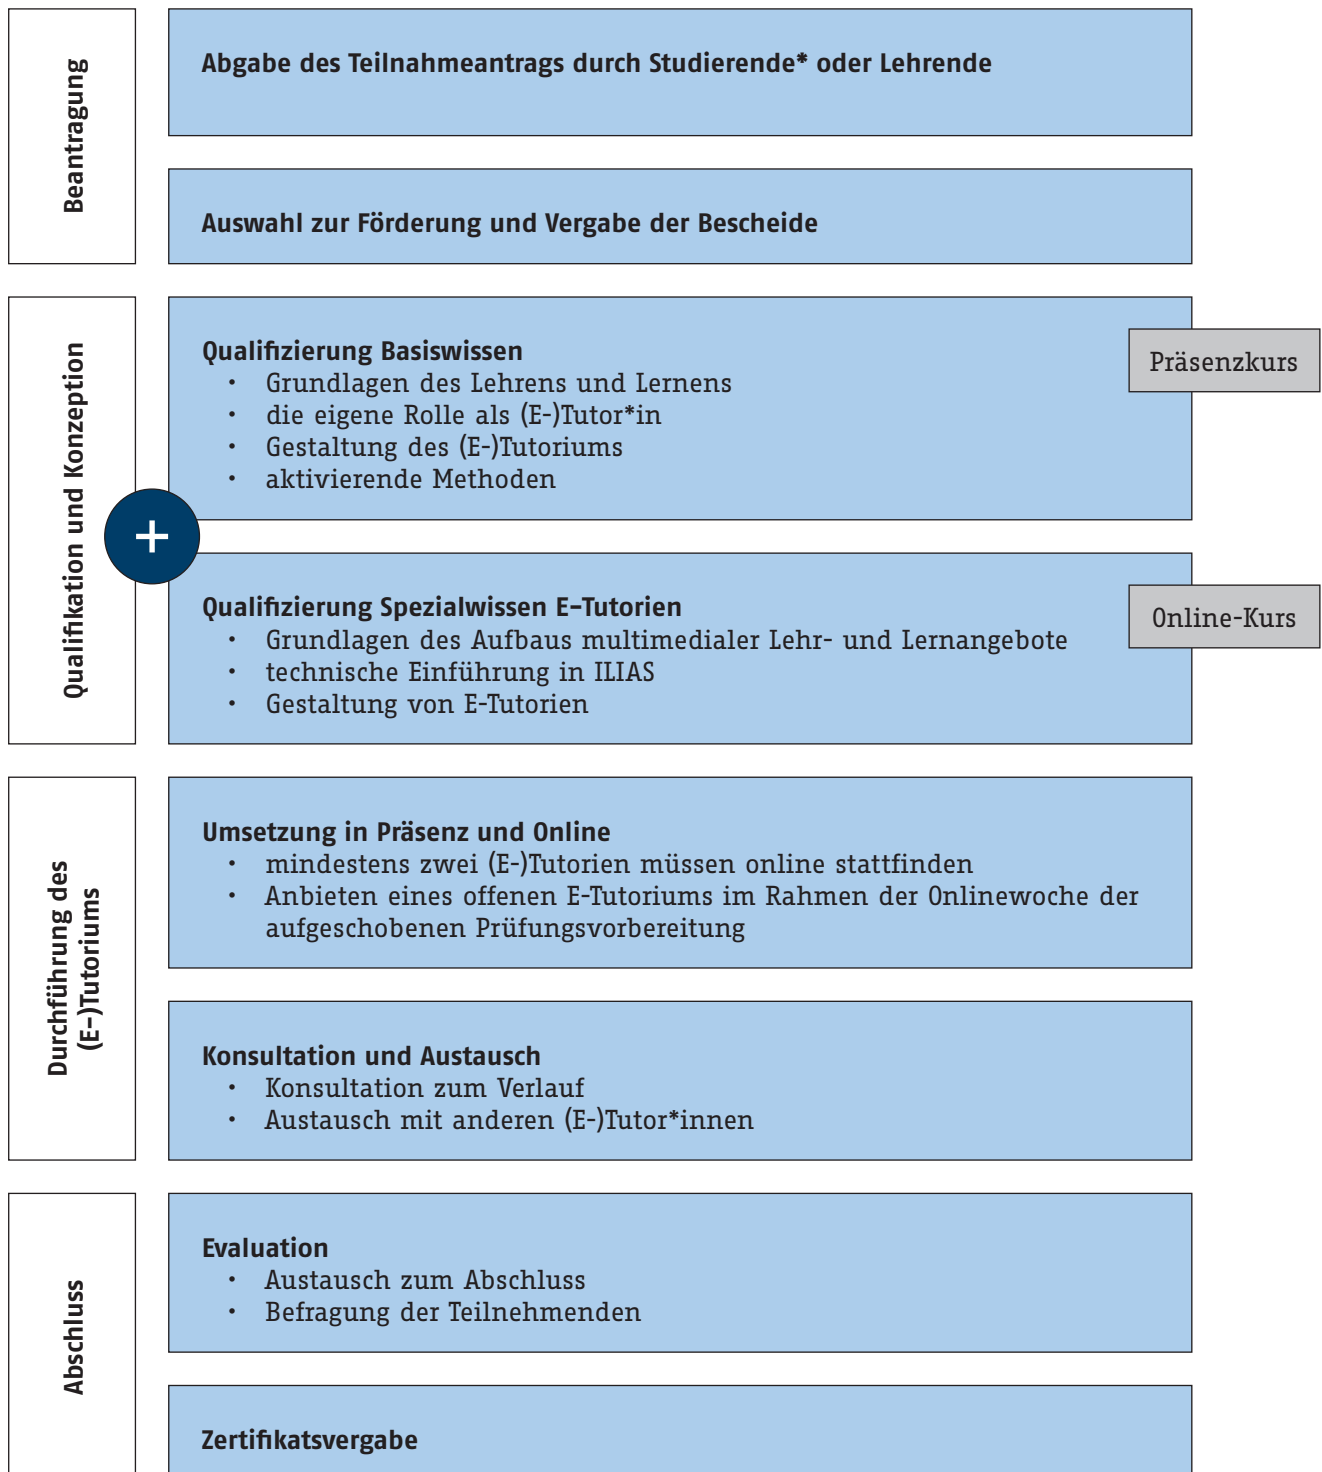 Beantragung
Abgabe des Teilnahmeantrags durch Studierende* oder Lehrende
Auswahl zur Förderung und Vergabe der Bescheide
Qualifikation und Konzeption
Qualifizierung Basiswissen
• Grundlagen des Lehrens und Lernens
• die eigene Rolle als (E-)Tutor*in
• Gestaltung des (E-)Tutoriums
• aktivierende Methoden
Präsenzkurs
+
Qualifizierung Spezialwissen E-Tutorien
• Grundlagen des Aufbaus multimedialer Lehr- und Lernangebote
• technische Einführung in ILIAS
• Gestaltung von E-Tutorien
Online-Kurs
Durchführung des
(E-)Tutoriums
Umsetzung in Präsenz und Online
• mindestens zwei (E-)Tutorien müssen online stattfinden
• Anbieten eines offenen E-Tutoriums im Rahmen der Onlinewoche der
aufgeschobenen Prüfungsvorbereitung
Konsultation und Austausch
• Konsultation zum Verlauf
• Austausch mit anderen (E-)Tutor*innen
Abschluss
Evaluation
• Austausch zum Abschluss
• Befragung der Teilnehmenden
Zertifikatsvergabe